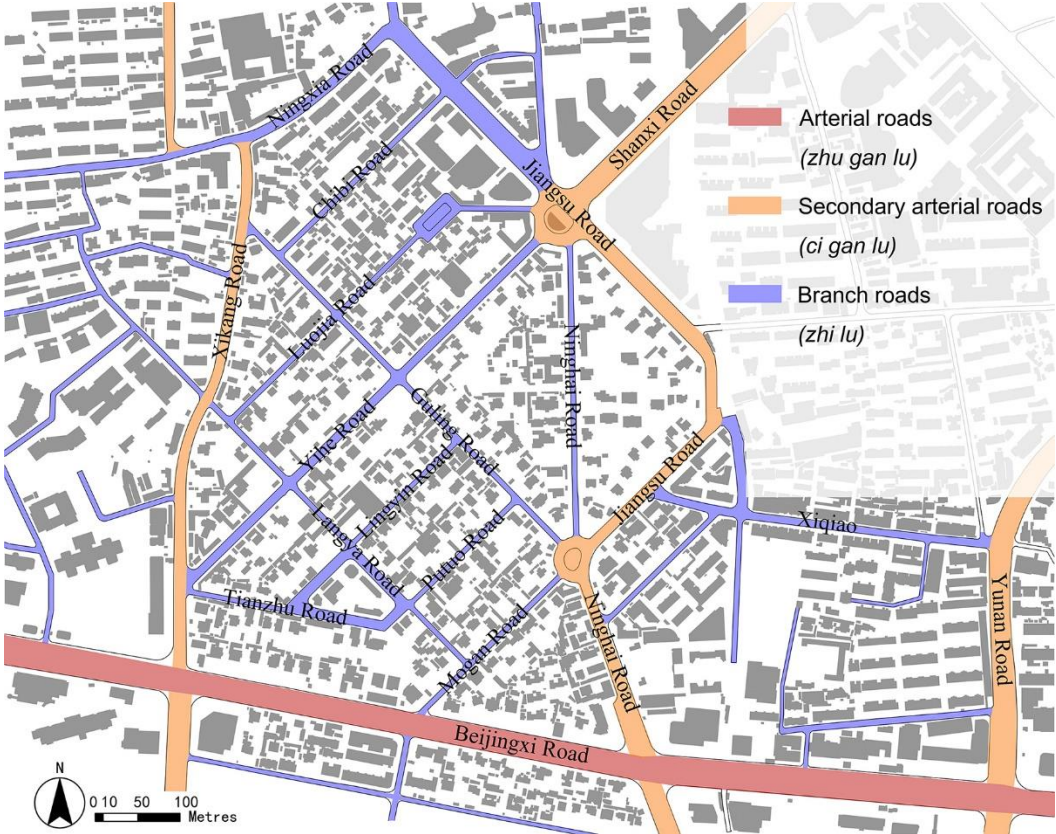 Ningxia Road
Shanxi Road
Arterial roads
(zhu gan lu)
Chibi Road
Jiangsu Road
Secondary arterial roads
(ci gan lu)
Xikang Road
Luojia Road
Branch roads
(zhi lu)
Ninghai Road
Yihe Road
Guling Road
Lingyin Road
Jiangsu Road
Langya Road
Putuo Road
Xiqiao
Tianzhu Road
Mogan Road
Ninghai Road
Yunan Road
Beijingxi Road
N
0 10 50 100
Metres